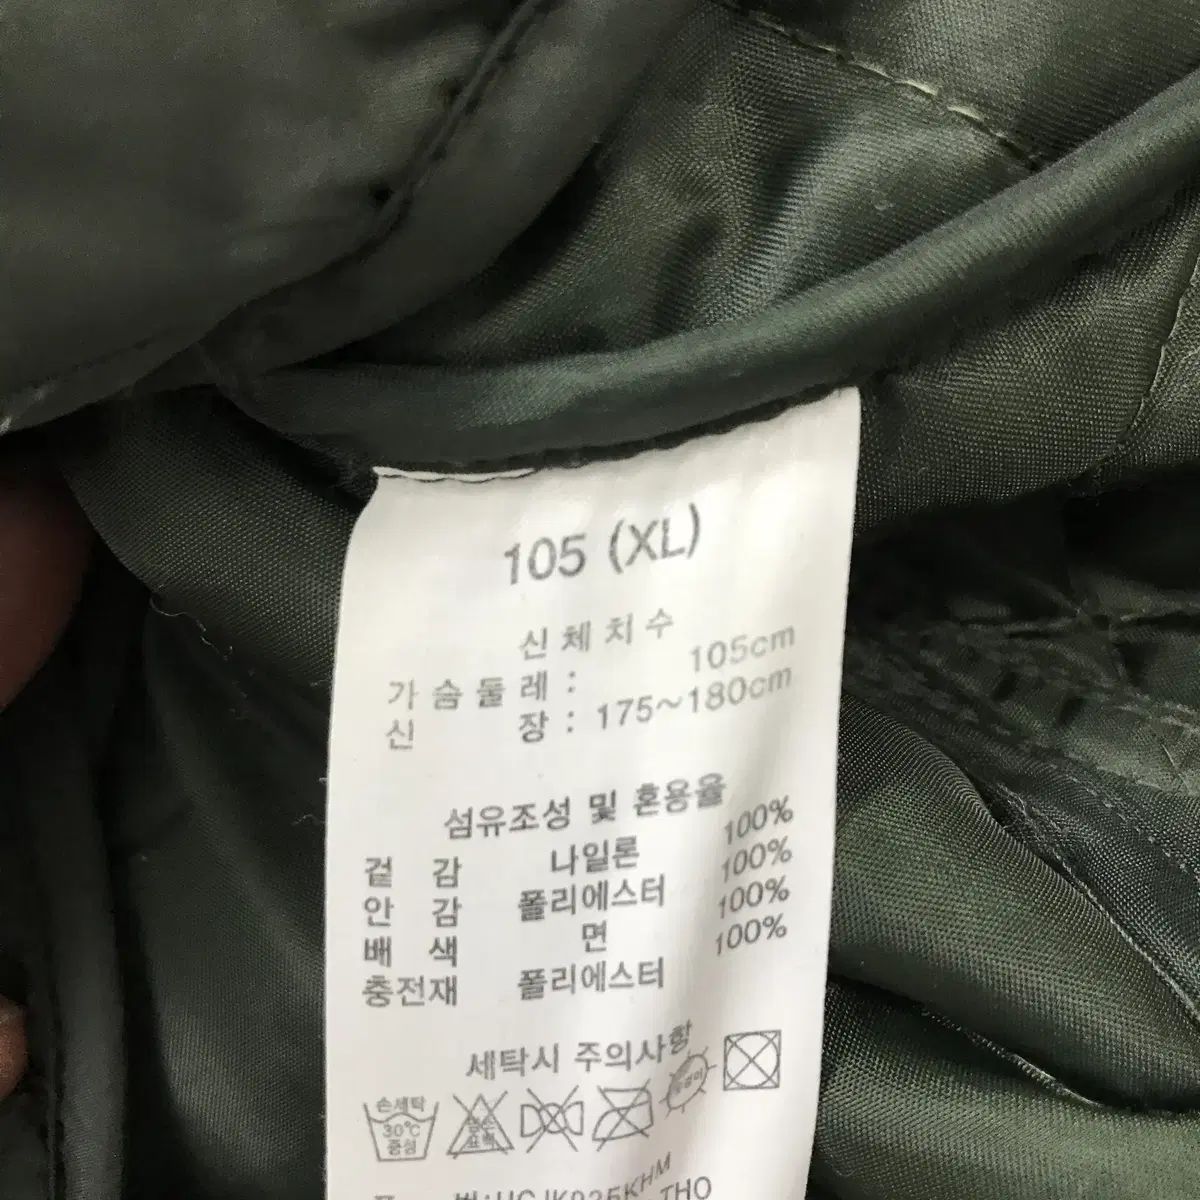 105 (XL)
신체치수
가슴둘레 : 105cm
신 장 : 175~180cm
섬유조성 및 혼용율
겉 감 나일론 100%
안 감 폴리에스터 100%
배 색 면 100%
충전재 폴리에스터 100%
세탁시 주의사항
손세탁
30℃
중성